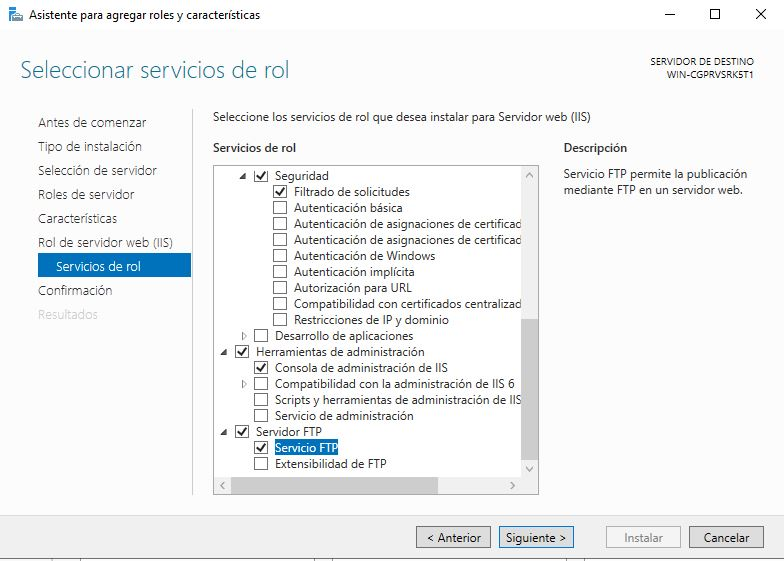 Asistente para agregar roles y características
Seleccionar servicios de rol
SERVIDOR DE DESTINO
WIN-CGPRVSRK5T1
Antes de comenzar
Tipo de instalación
Selección de servidor
Roles de servidor
Características
Rol de servidor web (IIS)
Servicios de rol
Confirmación
Resultados
Seleccione los servicios de rol que desea instalar para Servidor web (IIS)
Servicios de rol
Seguridad
Filtrado de solicitudes
Autenticación básica
Autenticación de asignaciones de certificad
Autenticación de asignaciones de certificad
Autenticación de Windows
Autenticación implícita
Autorización para URL
Compatibilidad con certificados centralizad
Restricciones de IP y dominio
Desarrollo de aplicaciones
Herramientas de administración
Consola de administración de IIS
Compatibilidad con la administración de IIS 6
Scripts y herramientas de administración de IIS
Servicio de administración
Servidor FTP
Servicio FTP
Extensibilidad de FTP
Descripción
Servicio FTP permite la publicación
mediante FTP en un servidor web.
< Anterior
Siguiente >
Instalar
Cancelar